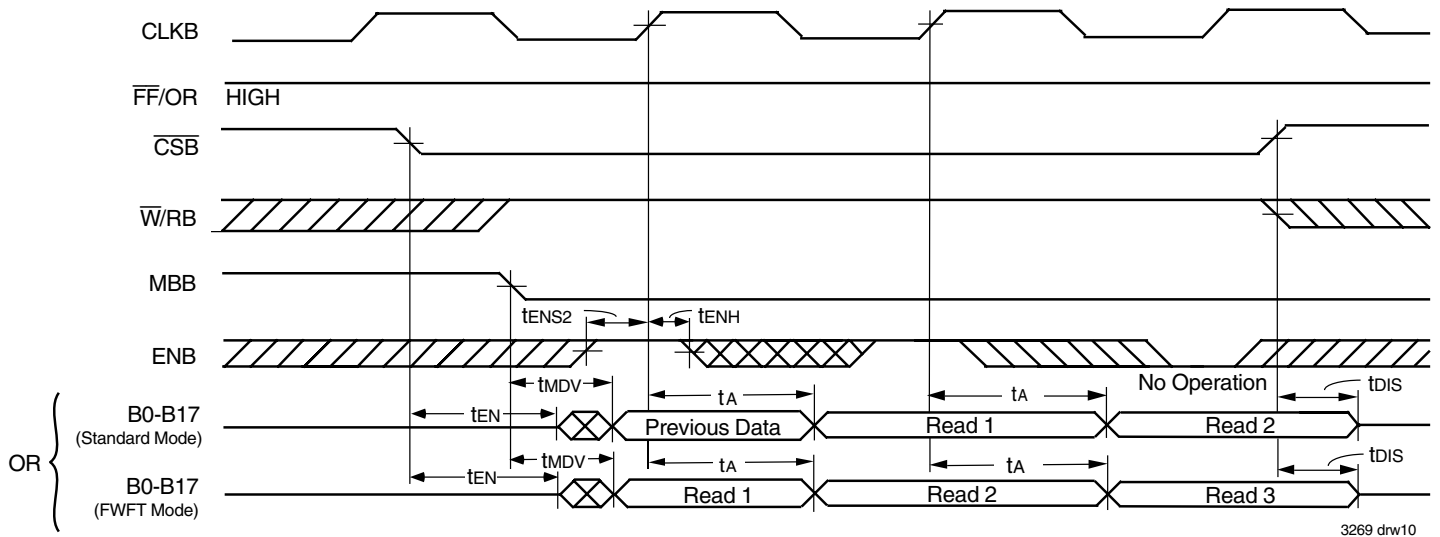 CLKB
FF/OR HIGH
CSB
W/RB
MBB
tENS2 tENH
ENB
No Operation
tMDV tA tA tDIS
tEN
B0-B17 Previous Data Read 1 Read 2
(Standard Mode)
OR
tMDV tA tA tDIS
tEN
B0-B17 Read 1 Read 2 Read 3
(FWFT Mode)
3269 drw10